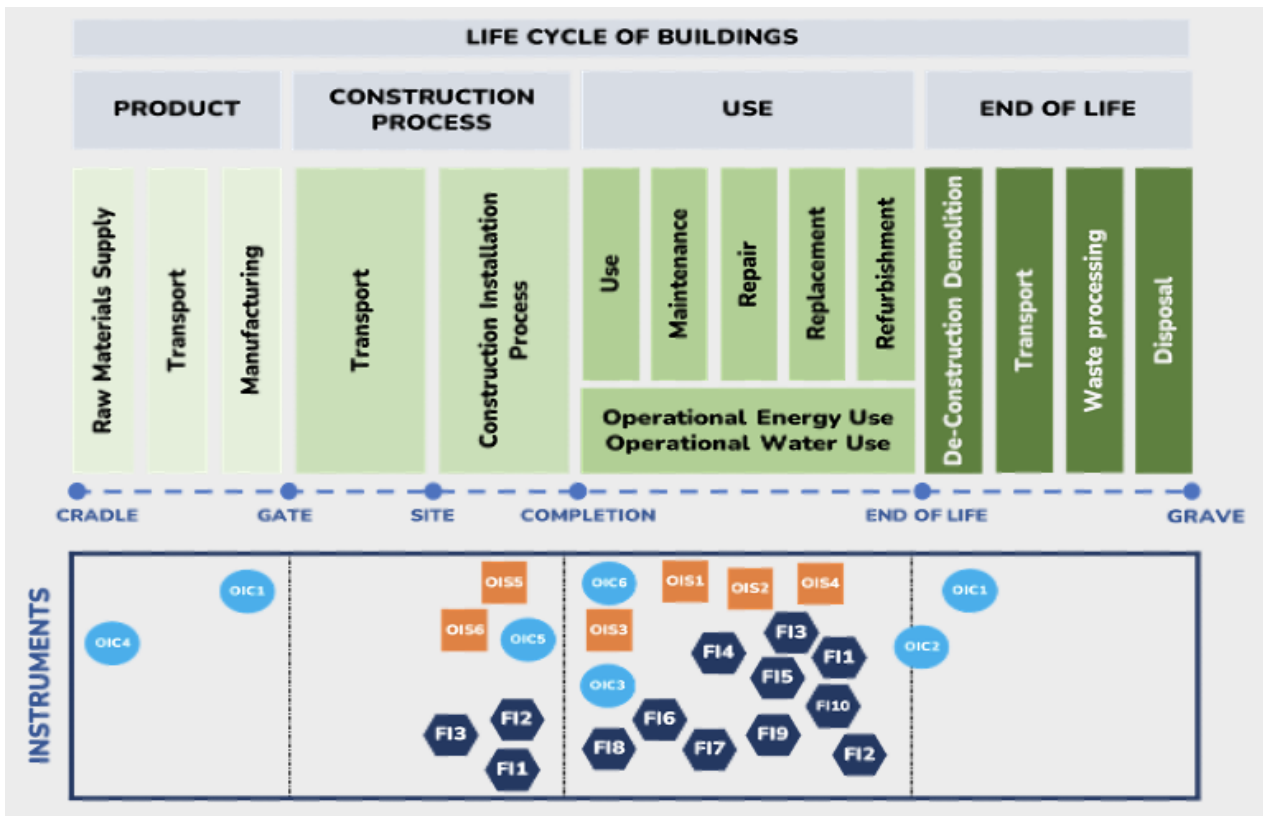 LIFE CYCLE OF BUILDINGS
PRODUCT
CONSTRUCTION
PROCESS
USE
END OF LIFE
Raw Materials Supply
Transport
Manufacturing
Transport
Construction Installation
Process
Use
Maintenance
Repair
Replacement
Refurbishment
Operational Energy Use
Operational Water Use
De-Construction Demolition
Transport
Waste processing
Disposal
CRADLE
GATE
SITE
COMPLETION
END OF LIFE
GRAVE
INSTRUMENTS
OIC1
OIC4
OIS5
OIS6
OIC5
FI3
FI2
FI1
OIC6
OIS1
OIS2
OIS4
OIS3
FI3
FI4
FI1
FI5
OIC3
FI10
FI6
FI8
FI7
FI9
FI2
OIC1
OIC2